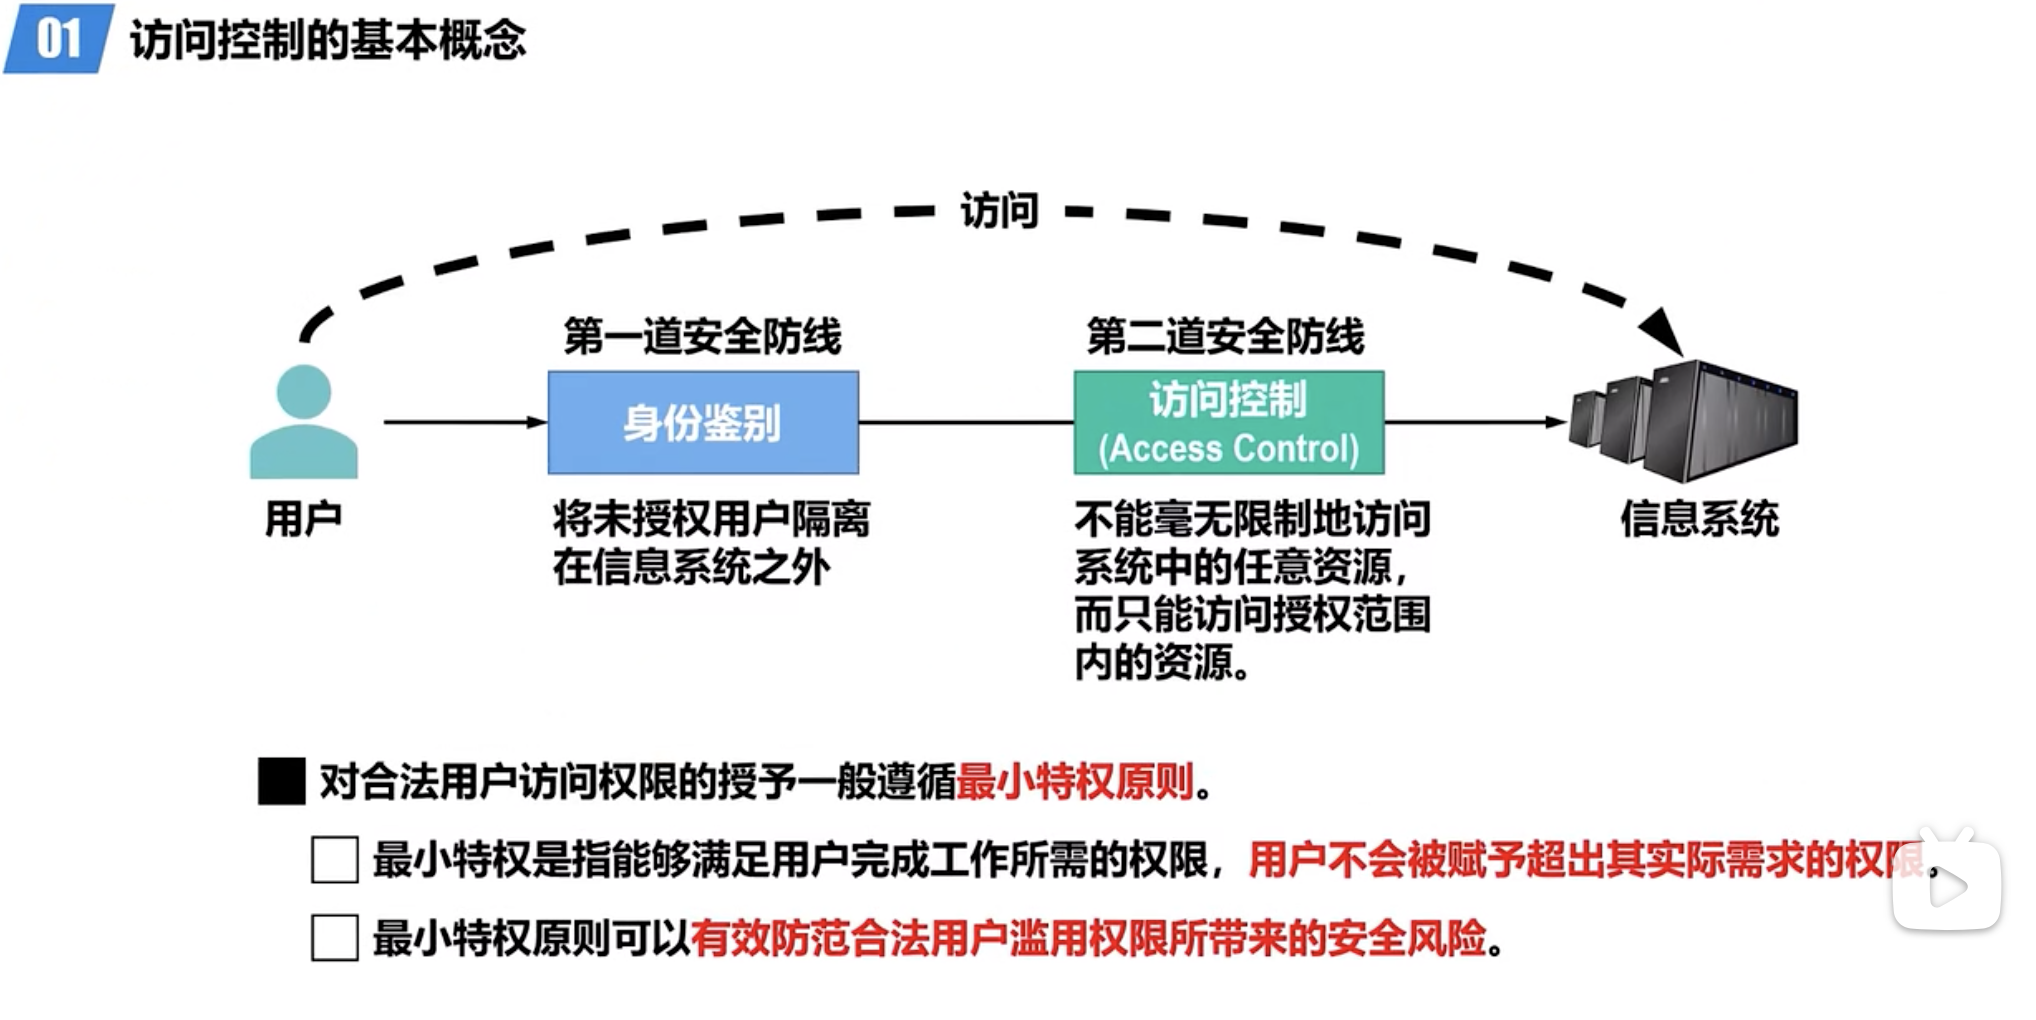 01 访问控制的基本概念
访问
第一道安全防线
第二道安全防线
身份鉴别
访问控制
(Access Control)
用户
将未授权用户隔离
在信息系统之外
不能毫无限制地访问
系统中的任意资源，
而只能访问授权范围
内的资源。
信息系统
对合法用户访问权限的授予一般遵循最小特权原则。
最小特权是指能够满足用户完成工作所需的权限，用户不会被赋予超出其实际需求的权限。
最小特权原则可以有效防范合法用户滥用权限所带来的安全风险。